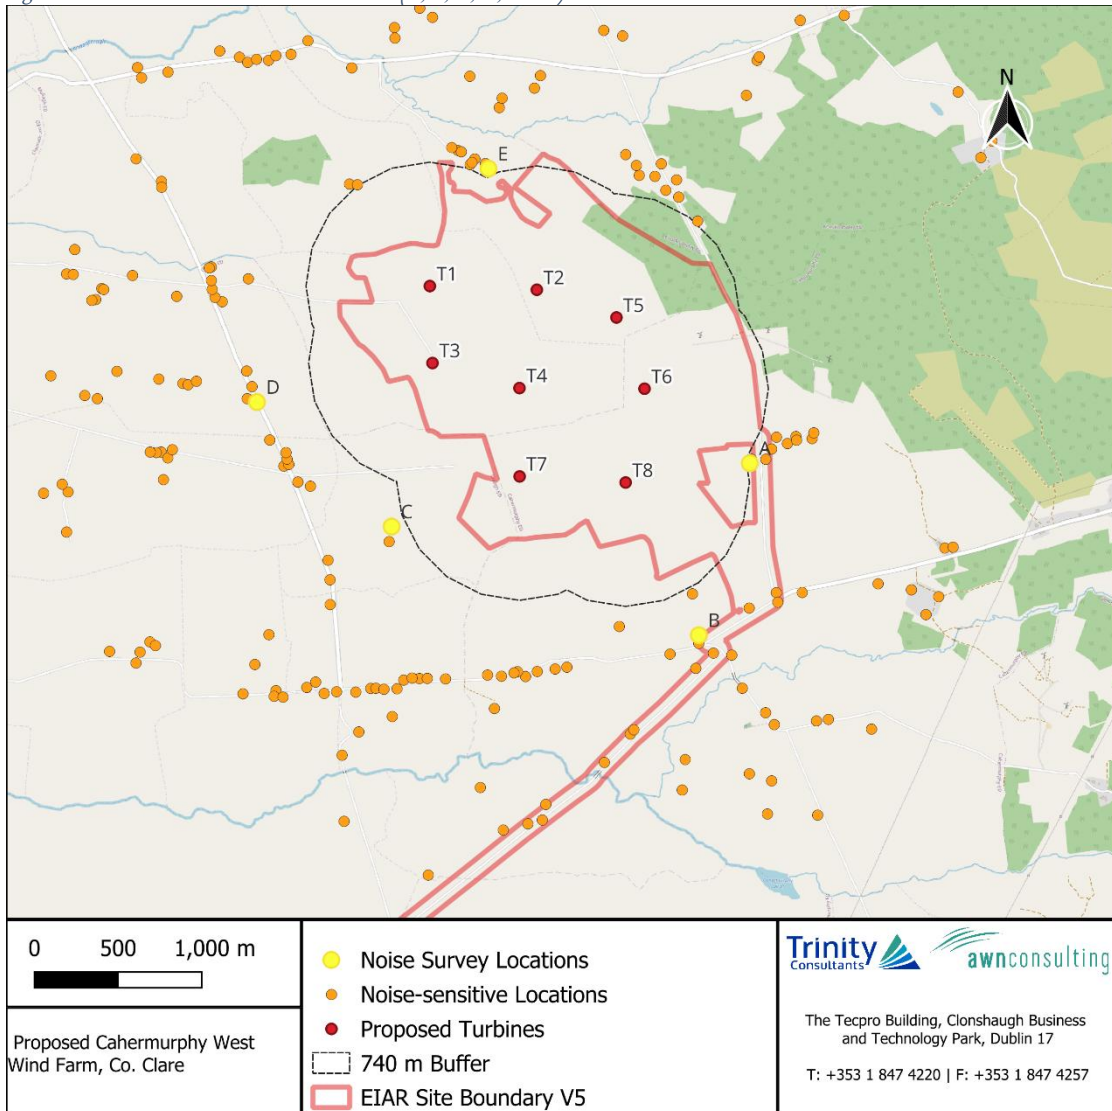 N
E
T1
T2
T5
T3
T4
T6
D
A
T7
T8
C
B
0 500 1,000 m
Proposed Cahermurphy West
Wind Farm, Co. Clare
Noise Survey Locations
Noise-sensitive Locations
Proposed Turbines
740 m Buffer
EIAR Site Boundary V5
Trinity
Consultants
awnconsulting
The Tecpro Building, Clonshaugh Business
and Technology Park, Dublin 17
T: +353 1 847 4220 | F: +353 1 847 4257